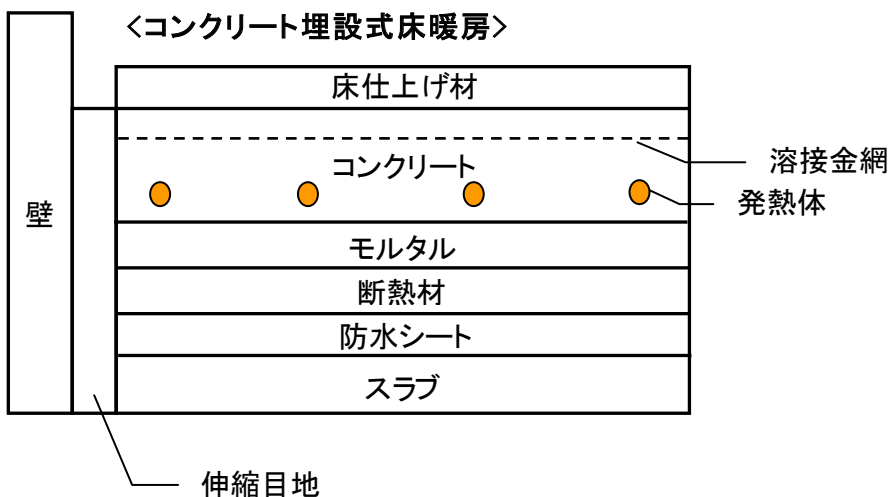 <コンクリート埋設式床暖房>
床仕上げ材
溶接金網
コンクリート
発熱体
壁
モルタル
断熱材
防水シート
スラブ
伸縮目地